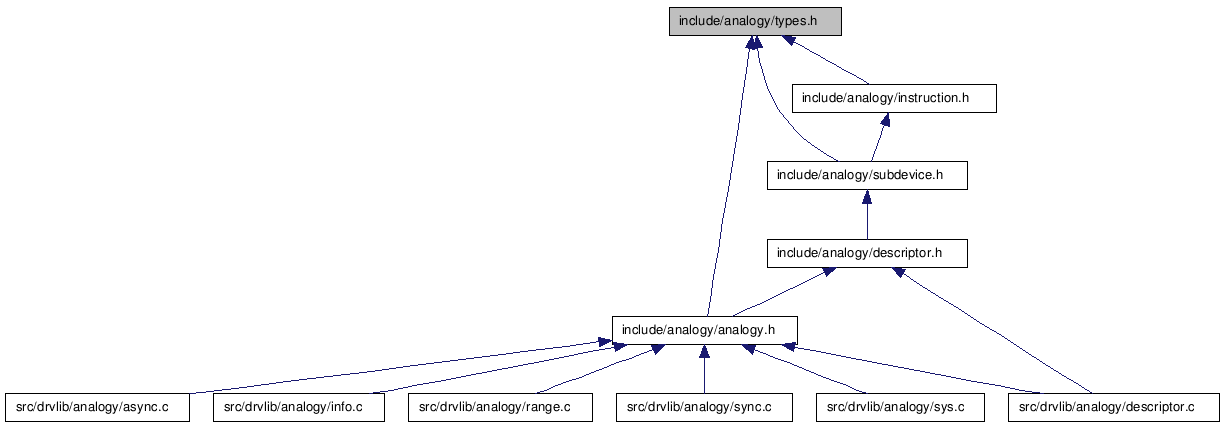 include/analogy/types.h
include/analogy/instruction.h
include/analogy/subdevice.h
include/analogy/descriptor.h
include/analogy/analogy.h
src/drvlib/analogy/async.c
src/drvlib/analogy/info.c
src/drvlib/analogy/range.c
src/drvlib/analogy/sync.c
src/drvlib/analogy/sys.c
src/drvlib/analogy/descriptor.c